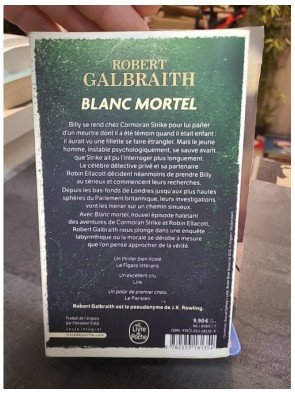 ROBERT
GALBRAITH
BLANC MORTEL
Billy se rend chez Cormoran Strike pour lui parler
d'un meurtre dont il a été témoin quand il était enfant :
il aurait vu une fillette se faire étrangler. Mais le jeune
homme, instable psychologiquement, se sauve avant
que Strike ait pu l'interroger plus longuement.
Le célèbre détective privé et sa partenaire
Robin Ellacott décident néanmoins de prendre Billy
au sérieux et commencent leurs recherches.
Depuis les bas-fonds de Londres jusqu'aux plus hautes
sphères du Parlement britannique, leurs investigations
vont les mener sur un chemin sinueux.
Avec Blanc mortel, nouvel épisode haletant
des aventures de Cormoran Strike et Robin Ellacott,
Robert Galbraith nous plonge dans une enquête
labyrinthique où la morale se dérobe à mesure
que l'on pense approcher de la vérité.
Un thriller bien ficelé.
Le Figaro littéraire.
Un excellent cru.
Lire.
Un polar de premier choix.
Le Parisien.
Robert Galbraith est le pseudonyme de J.K. Rowling.
Traduit de l'anglais
par Florianne Vidal
texte intégral
Le Livre
de Poche
9,90 €